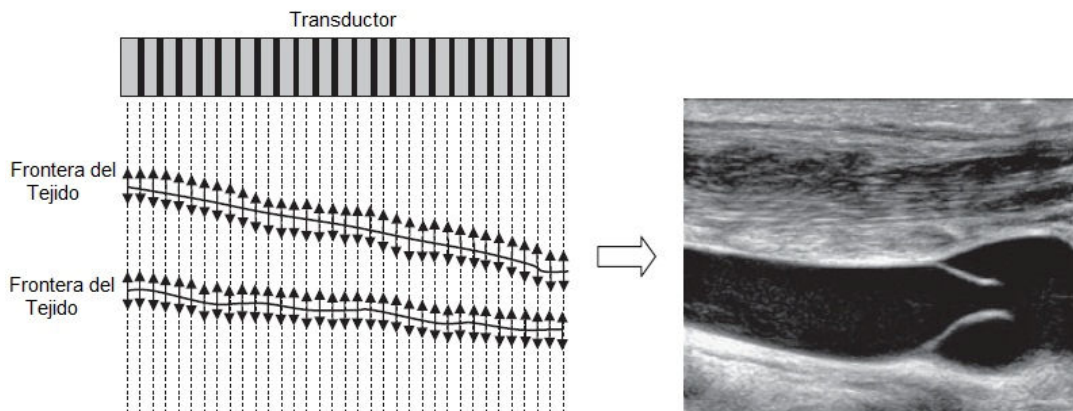 Transductor
Frontera del
Tejido
Frontera del
Tejido